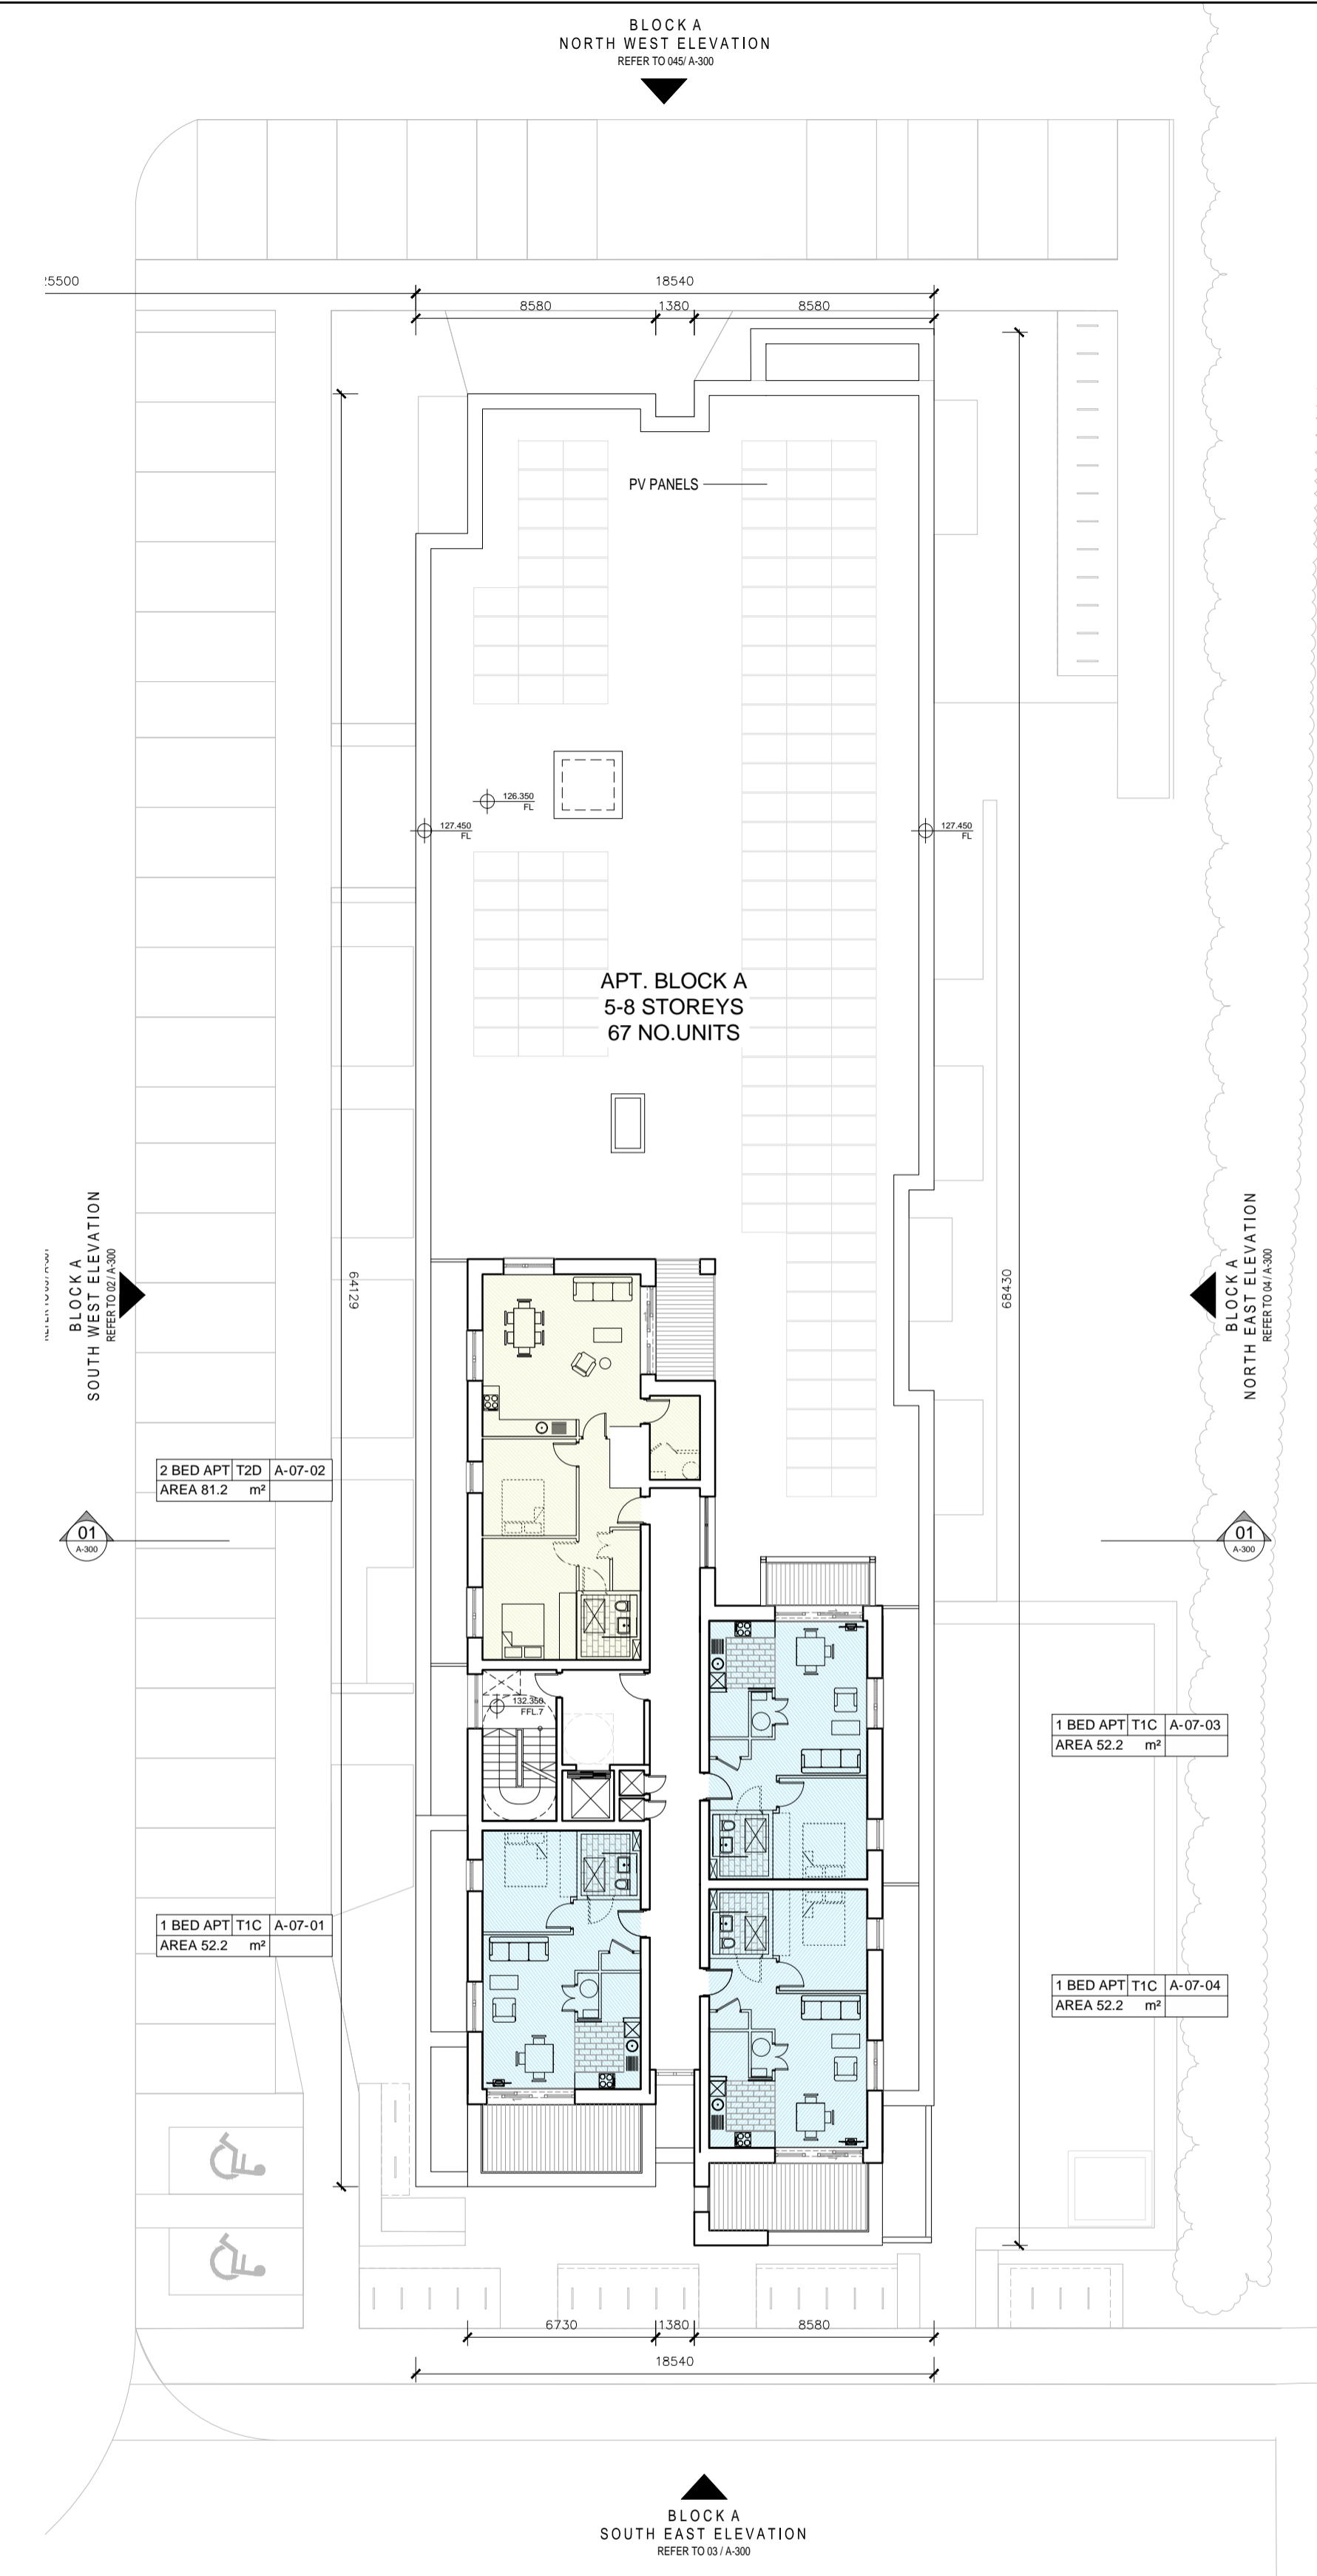 BLOCK A
NORTH WEST ELEVATION
REFER TO 045/ A-300
18540
8580
1380
8580
PV PANELS
126.350
FL
127.450
FL
127.450
FL
APT. BLOCK A
5-8 STOREYS
67 NO.UNITS
BLOCK A
SOUTH WEST ELEVATION
REFER TO 02 / A-300
64129
68430
BLOCK A
NORTH EAST ELEVATION
REFER TO 04 / A-300
2 BED APT T2D A-07-02
AREA 81.2 m²
01
A-300
01
A-300
132.350
FFL.7
1 BED APT T1C A-07-03
AREA 52.2 m²
1 BED APT T1C A-07-01
AREA 52.2 m²
1 BED APT T1C A-07-04
AREA 52.2 m²
6730
1380
8580
18540
BLOCK A
SOUTH EAST ELEVATION
REFER TO 03 / A-300